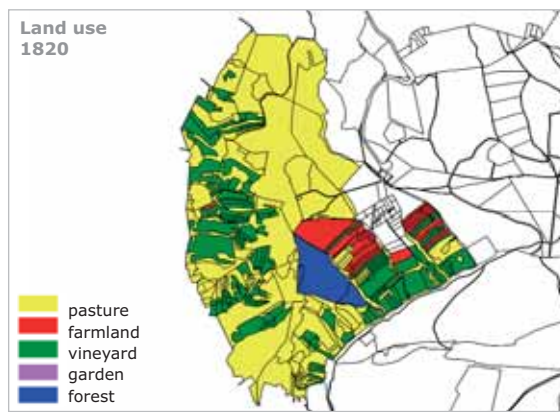 Land use
1820
pasture
farmland
vineyard
garden
forest